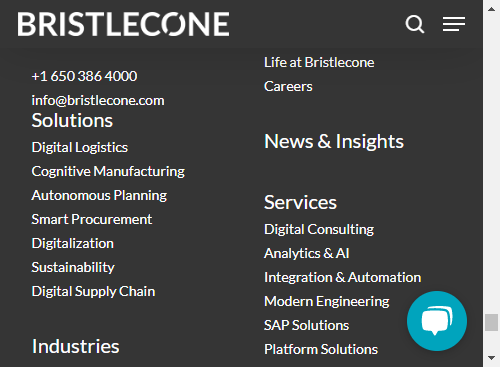 BRISTLECONE
+1 650 386 4000
info@bristlecone.com
Solutions
Digital Logistics
Cognitive Manufacturing
Autonomous Planning
Smart Procurement
Digitalization
Sustainability
Digital Supply Chain
Industries
Life at Bristlecone
Careers
News & Insights
Services
Digital Consulting
Analytics & AI
Integration & Automation
Modern Engineering
SAP Solutions
Platform Solutions